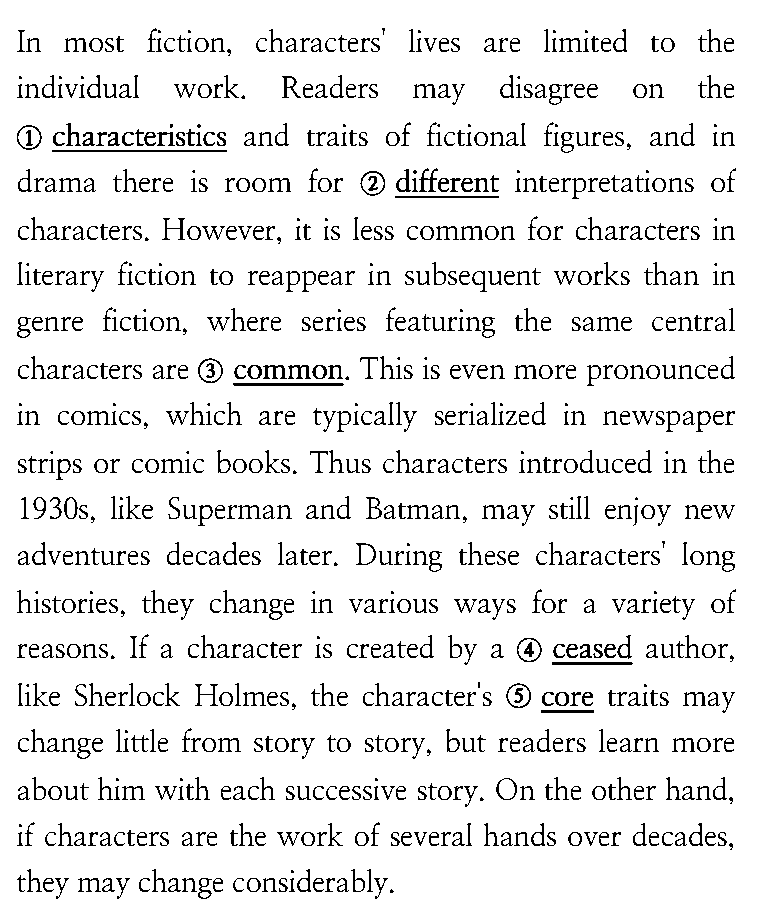 In most fiction, characters' lives are limited to the
individual work. Readers may disagree on the
① characteristics and traits of fictional figures, and in
drama there is room for ② different interpretations of
characters. However, it is less common for characters in
literary fiction to reappear in subsequent works than in
genre fiction, where series featuring the same central
characters are ③ common. This is even more pronounced
in comics, which are typically serialized in newspaper
strips or comic books. Thus characters introduced in the
1930s, like Superman and Batman, may still enjoy new
adventures decades later. During these characters' long
histories, they change in various ways for a variety of
reasons. If a character is created by a ④ ceased author,
like Sherlock Holmes, the character's ⑤ core traits may
change little from story to story, but readers learn more
about him with each successive story. On the other hand,
if characters are the work of several hands over decades,
they may change considerably.